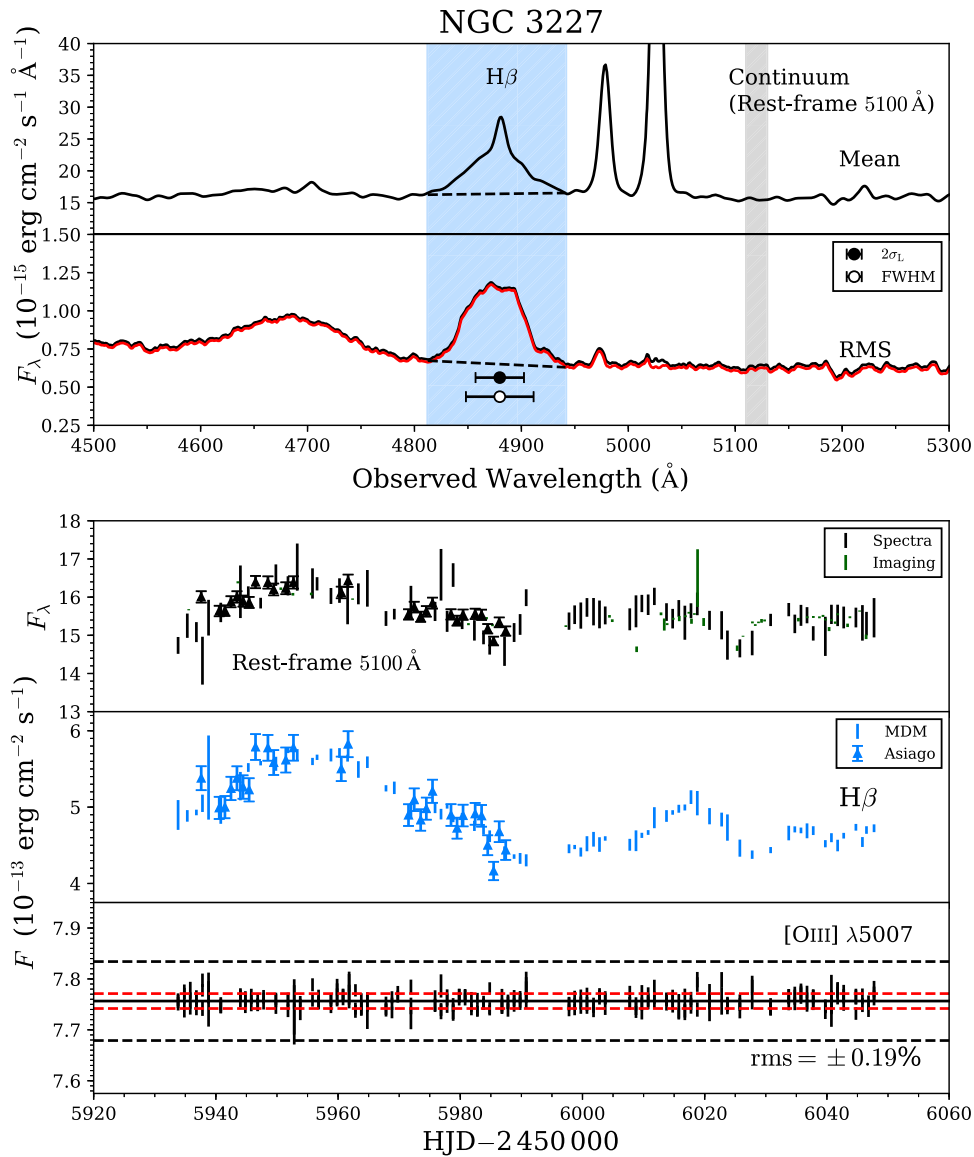 NGC 3227
40
35
30
25
20
15
Hβ
Continuum
(Rest-frame 5100 Å)
Mean
1.50
1.25
1.00
0.75
0.50
0.25
2σL
FWHM
RMS
Fλ (10−15 erg cm−2 s−1 Å−1)
4500 4600 4700 4800 4900 5000 5100 5200 5300
Observed Wavelength (Å)
18
17
16
15
14
13
Fλ
Spectra
Imaging
Rest-frame 5100 Å
6
5
4
MDM
Asiago
Hβ
F (10−13 erg cm−2 s−1)
7.9
7.8
7.7
7.6
[OIII] λ5007
rms = ± 0.19%
5920 5940 5960 5980 6000 6020 6040 6060
HJD−2 450 000